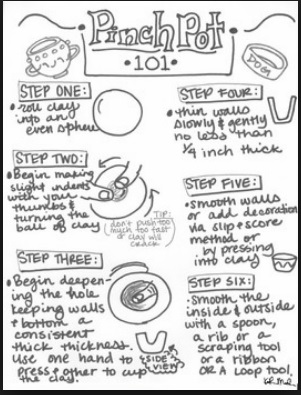 Pinch Pot
• 101 •
DOG
STEP ONE:
• roll clay
into an
even sphere
STEP TWO:
• Begin making
slight indents
with your
thumbs &
turning the
ball of clay
TIP:
don't push too
much too fast
or clay will
crack
STEP THREE:
• Begin deepen-
ing the hole
keeping walls
& bottom a
consistent
thick thickness.
Use one hand to
press & other to cup
the clay.
SIDE
VIEW
STEP FOUR:
• thin walls
slowly & gently
no less than
1/4 inch thick
STEP FIVE:
• Smooth walls
or add decoration
via slip & score
method or
by pressing
into clay
STEP SIX:
• Smooth the
inside & outside
with a spoon,
a rib or a
scraping tool
or a ribbon
OR A loop tool.